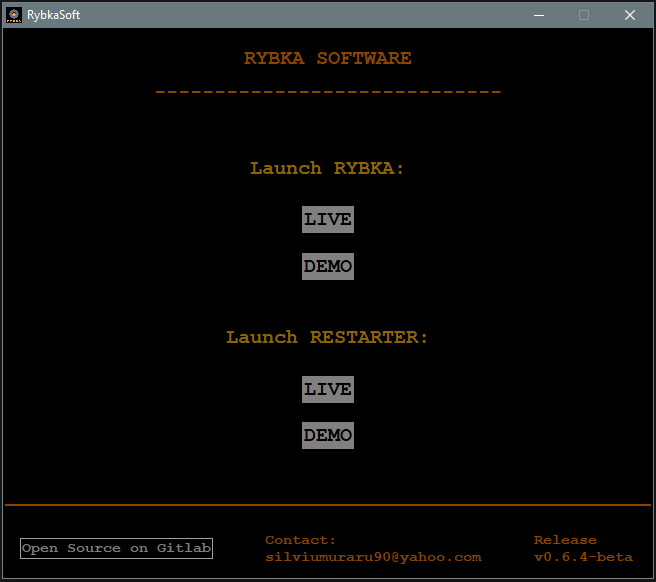 RybkaSoft
RYBKA SOFTWARE
-----------------------------
Launch RYBKA:
LIVE
DEMO
Launch RESTARTER:
LIVE
DEMO
Open Source on Gitlab
Contact:
silviumuraru90@yahoo.com
Release
v0.6.4-beta